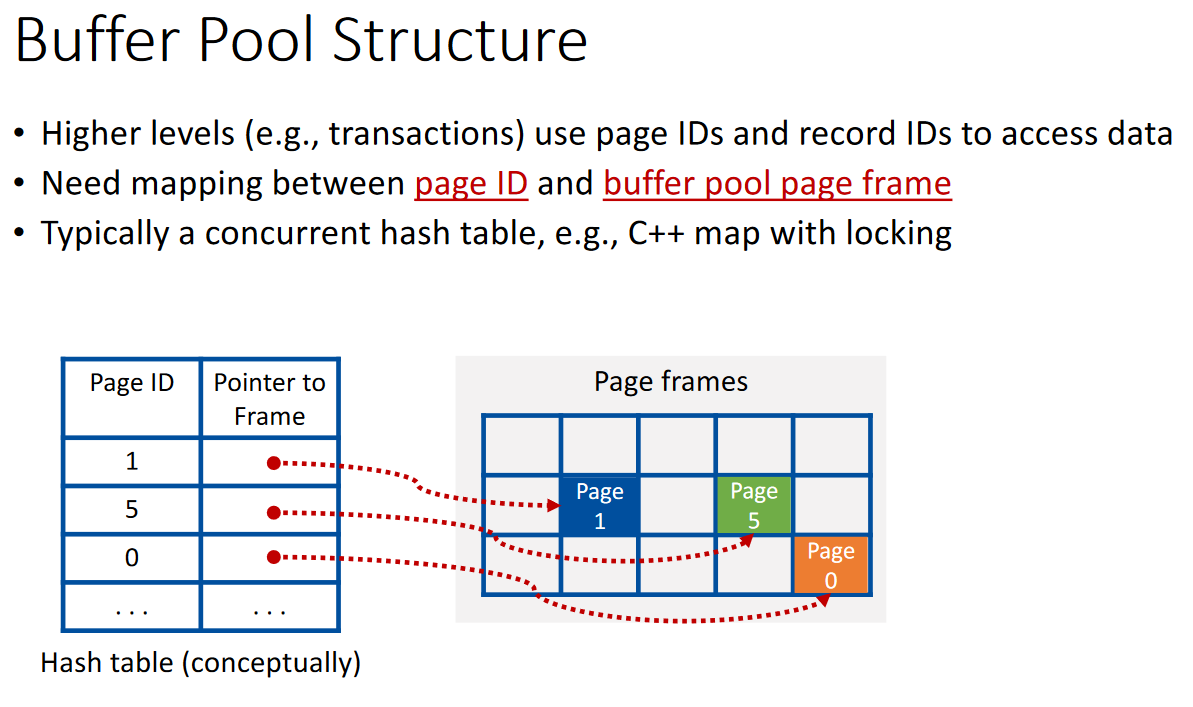 Buffer Pool Structure
• Higher levels (e.g., transactions) use page IDs and record IDs to access data
• Need mapping between page ID and buffer pool page frame
• Typically a concurrent hash table, e.g., C++ map with locking
Page ID
Pointer to
Frame
1
5
0
. . .
. . .
Hash table (conceptually)
Page frames
Page
1
Page
5
Page
0